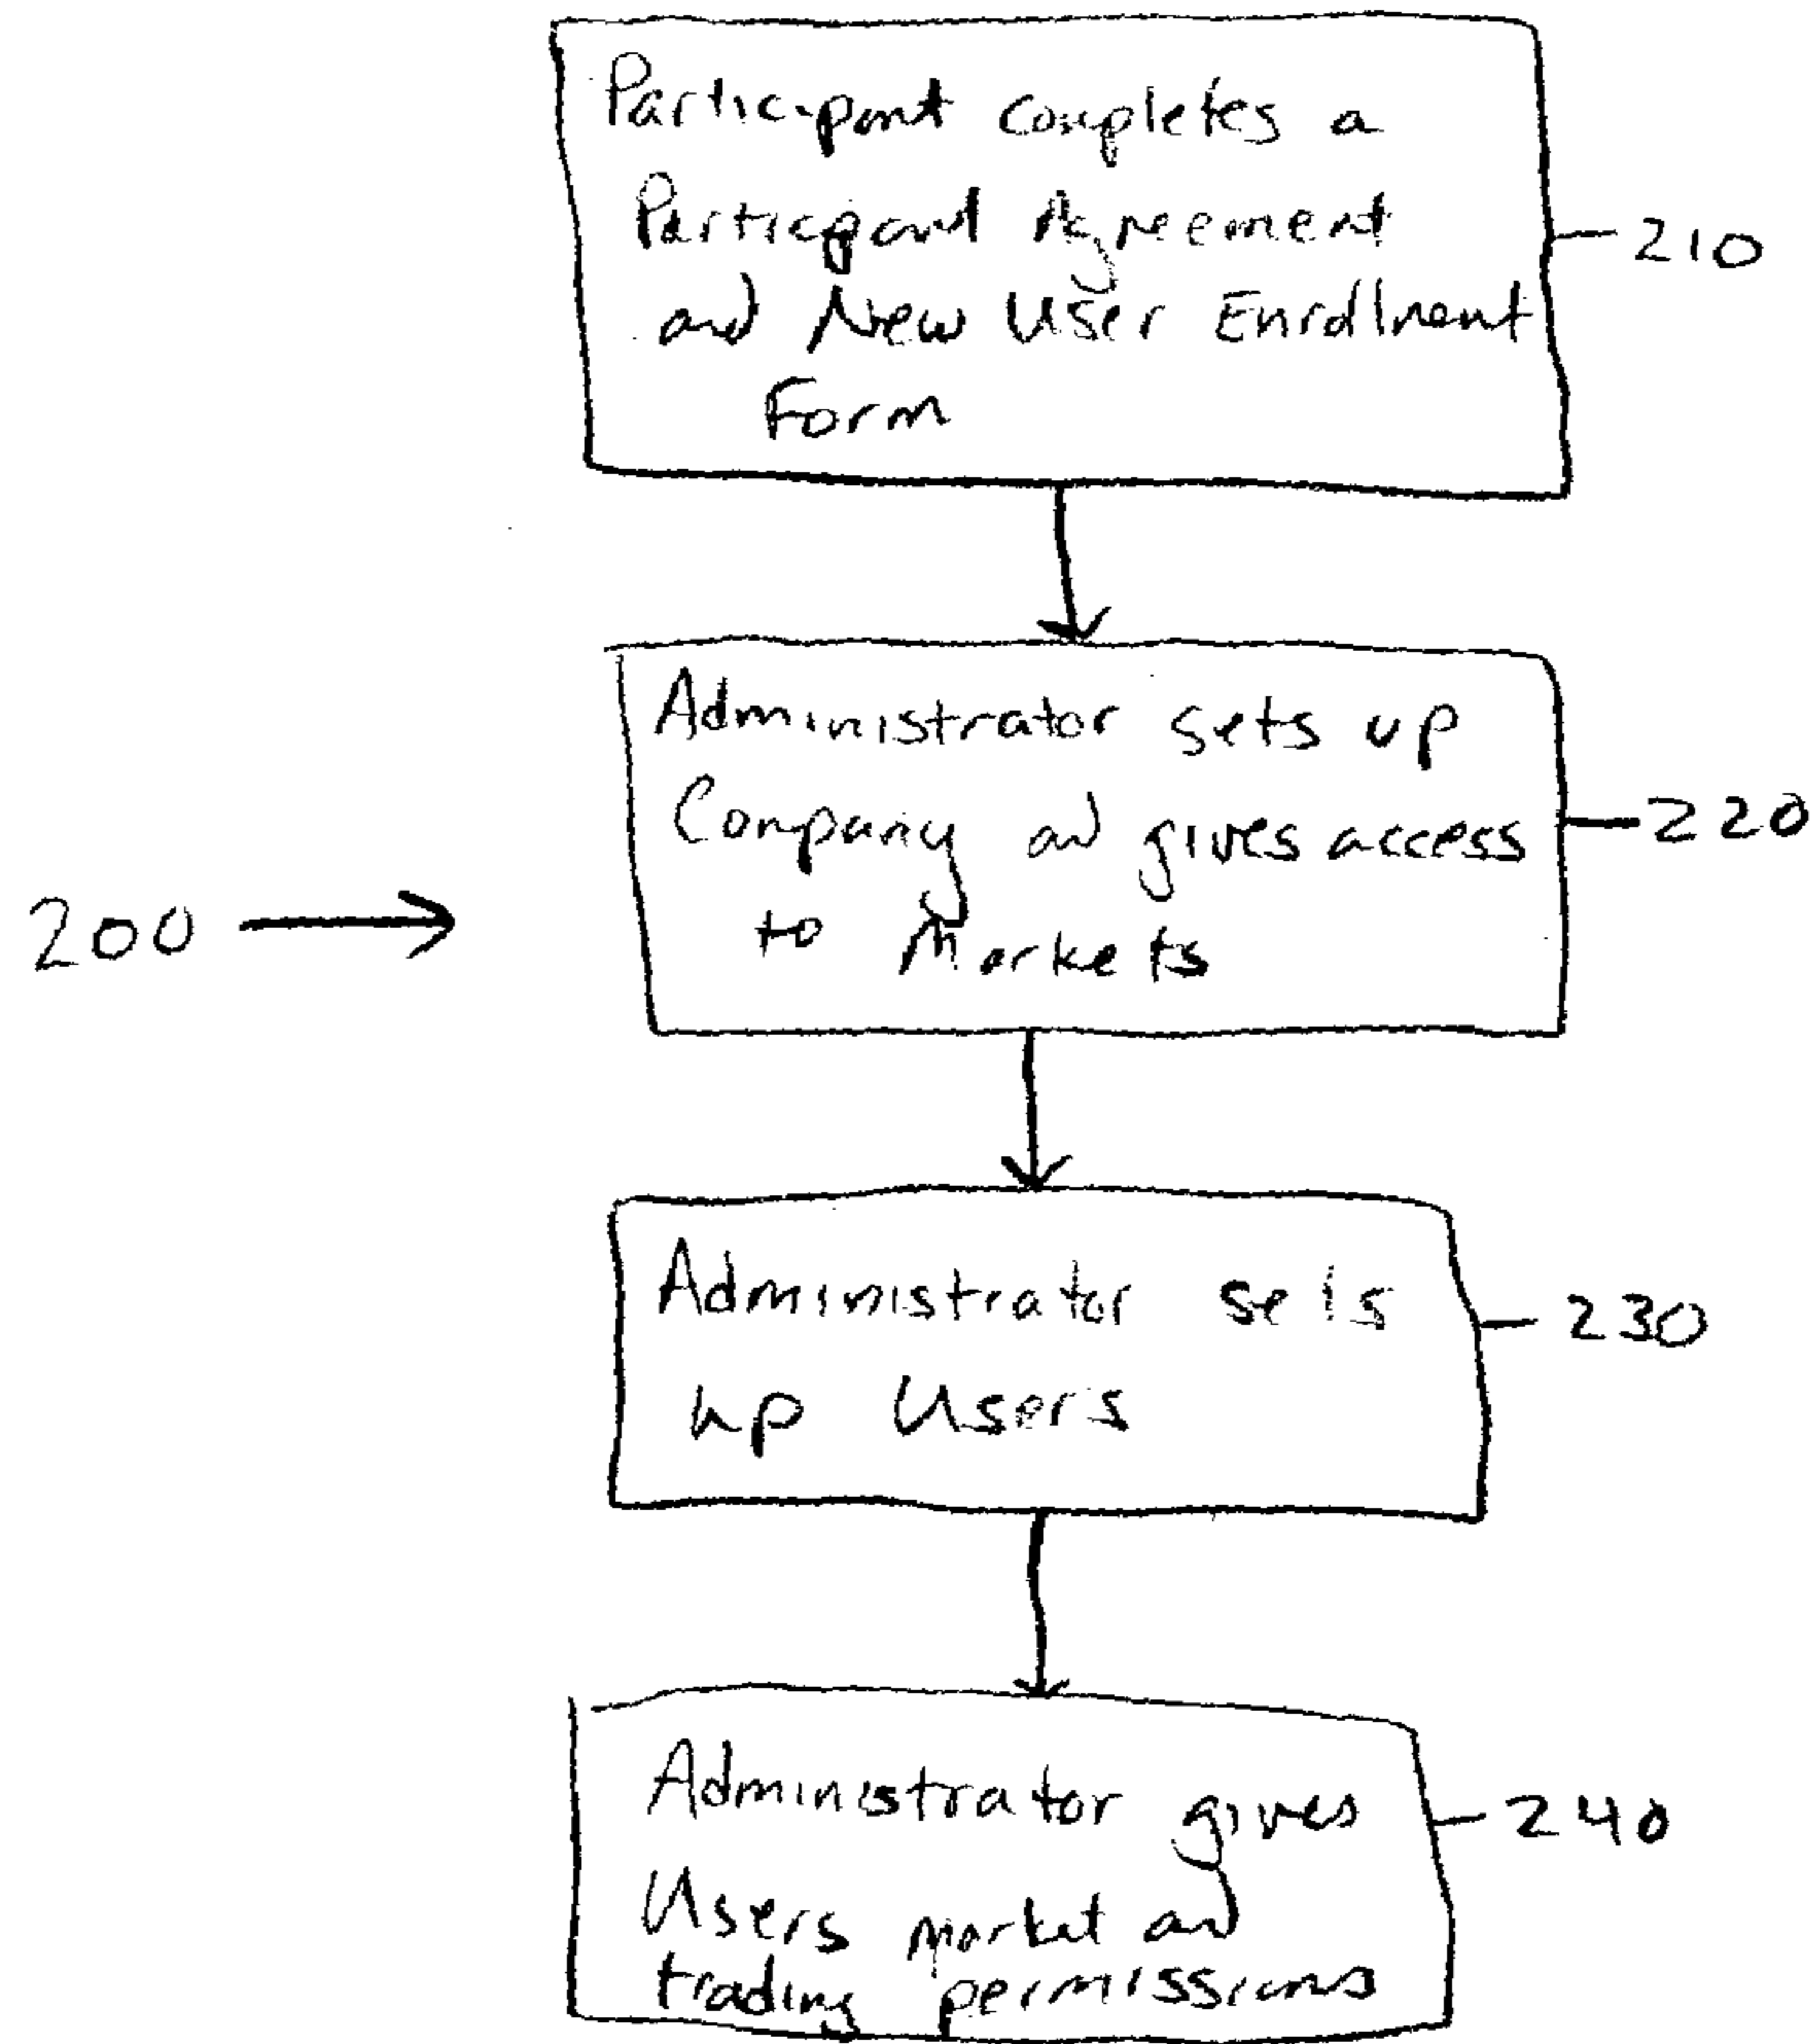 Participant completes a
Participant Agreement
and New User Enrollment
Form
210
Administrator sets up
Company and gives access
to Markets
220
200
Administrator sets
up Users
230
Administrator gives
Users market and
trading permissions
240